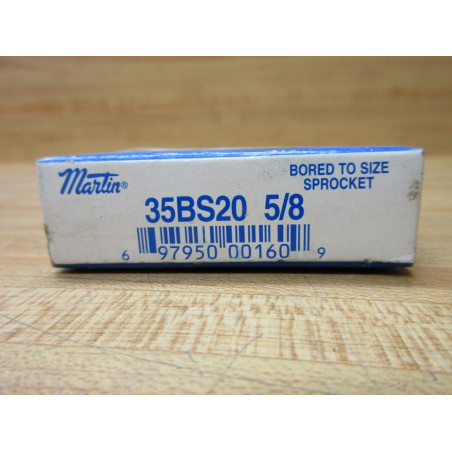 Martin®
BORED TO SIZE
SPROCKET
35BS20 5/8
6 97950 00160 9